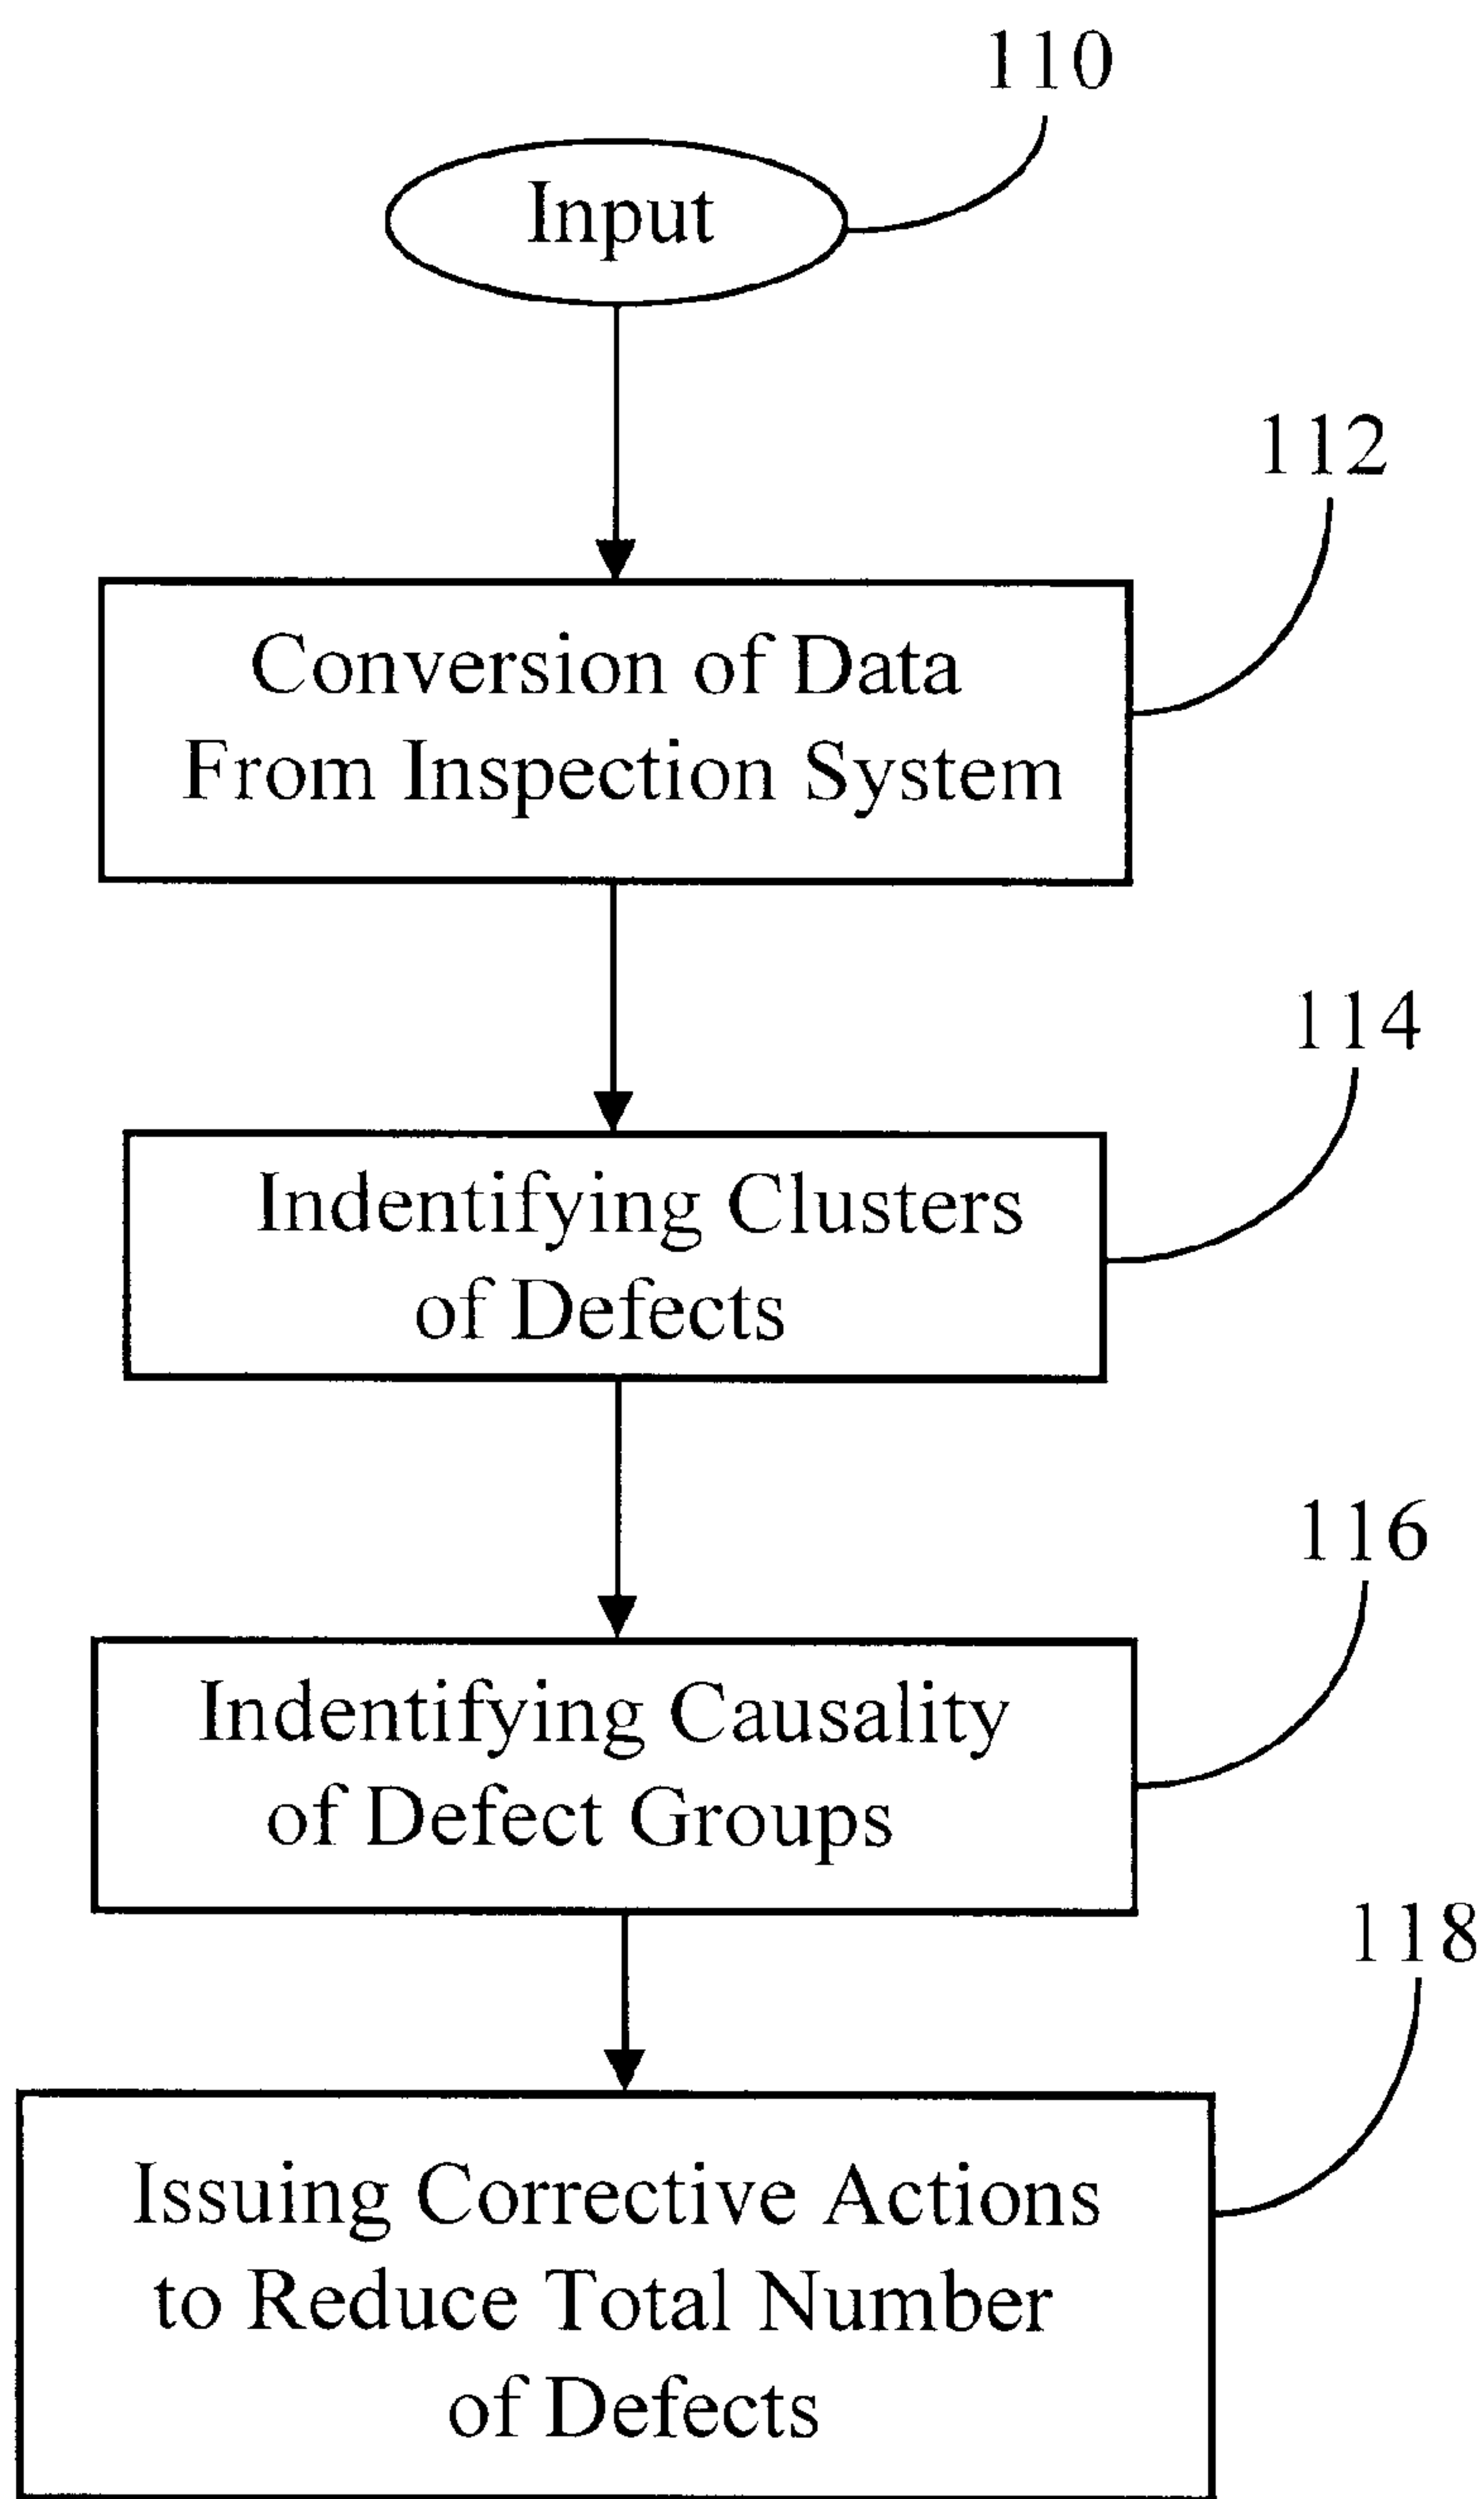 110
Input
112
Conversion of Data
From Inspection System
114
Indentifying Clusters
of Defects
116
Indentifying Causality
of Defect Groups
118
Issuing Corrective Actions
to Reduce Total Number
of Defects